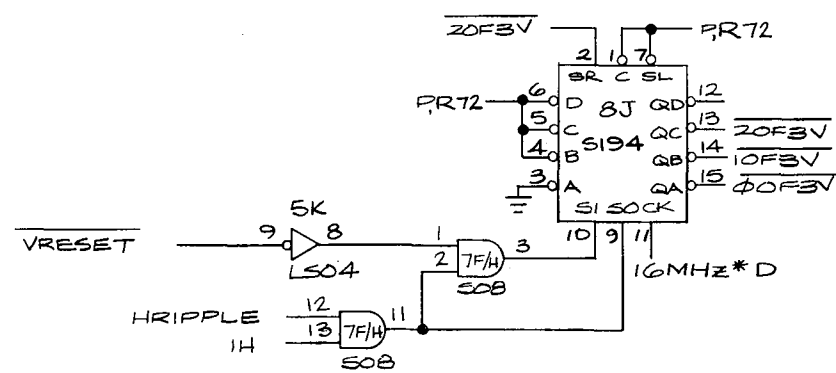 2OF3V
P,R72
2 1 7
SR C SL
P,R72
6 D 8J QD 12
5 C S194 QC 13 2OF3V
4 B QB 14 1OF3V
3 A QA 15 ϕOF3V
S1 SO CK
10 9 11
16MHz*D
5K
VRESET 9 8
LS04
1
2 7F/H 3
S08
HRIPPLE 12
1H 13 7F/H 11
S08